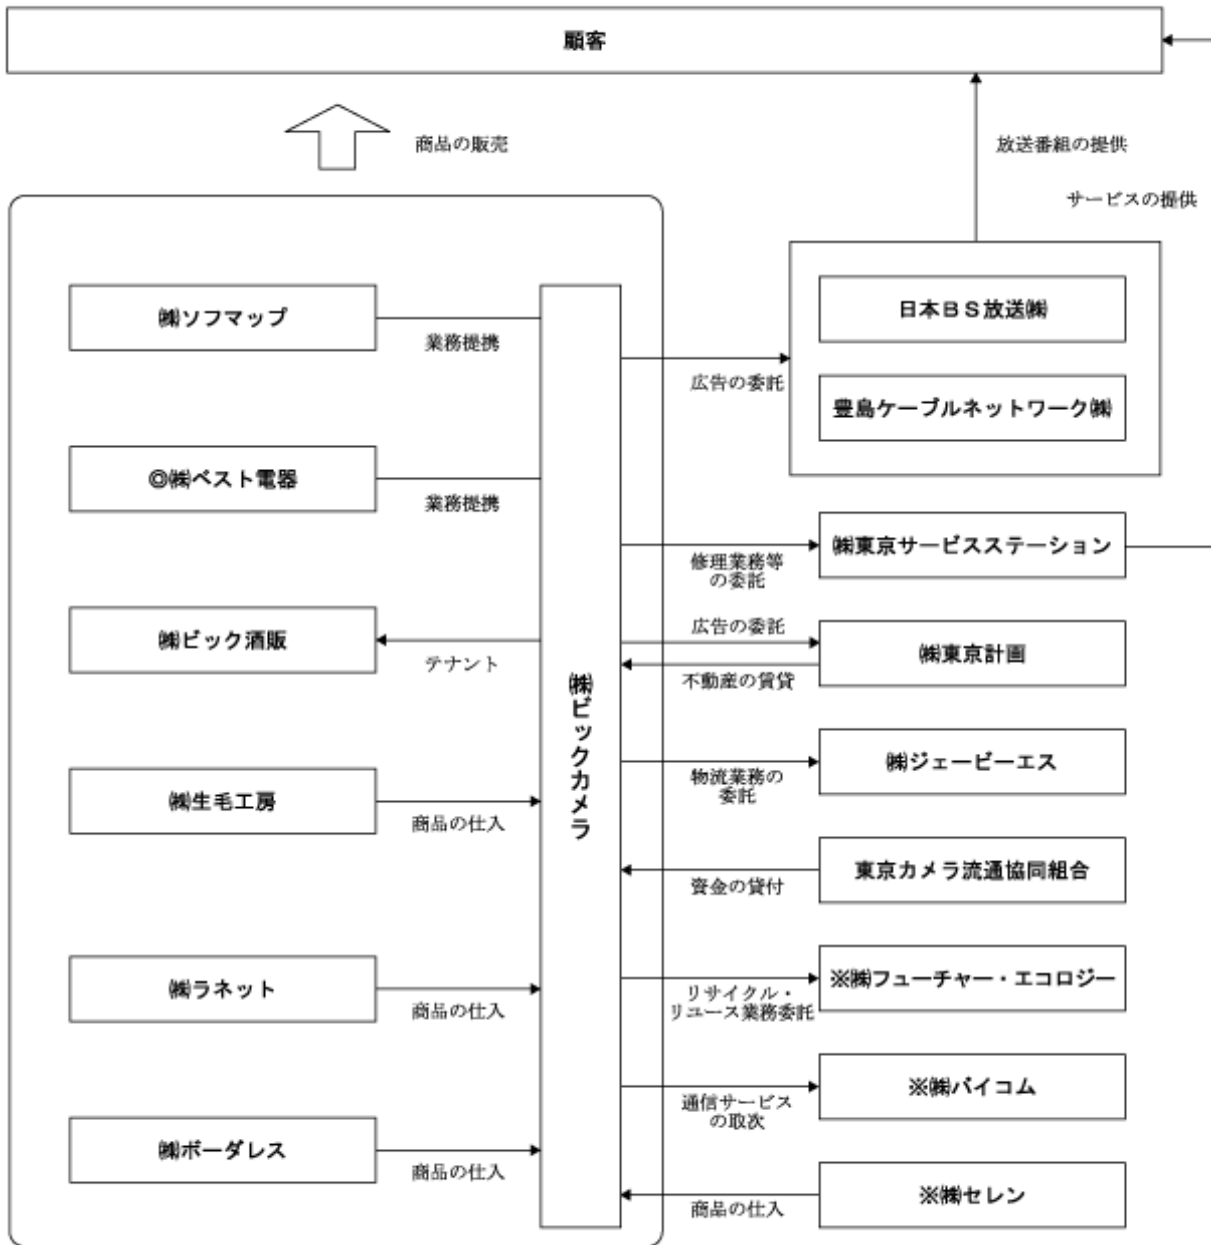 顧客
商品の販売
放送番組の提供
サービスの提供
㈱ソフマップ
業務提携
◎㈱ベスト電器
業務提携
㈱ビック酒販
テナント
㈱生毛工房
商品の仕入
㈱ラネット
商品の仕入
㈱ボーダレス
商品の仕入
㈱ビックカメラ
日本BS放送㈱
豊島ケーブルネットワーク㈱
広告の委託
㈱東京サービスステーション
修理業務等
の委託
㈱東京計画
広告の委託
不動産の賃貸
㈱ジェービーエス
物流業務の
委託
東京カメラ流通協同組合
資金の貸付
※㈱フューチャー・エコロジー
リサイクル・
リユース業務委託
※㈱バイコム
通信サービス
の取次
※㈱セレン
商品の仕入